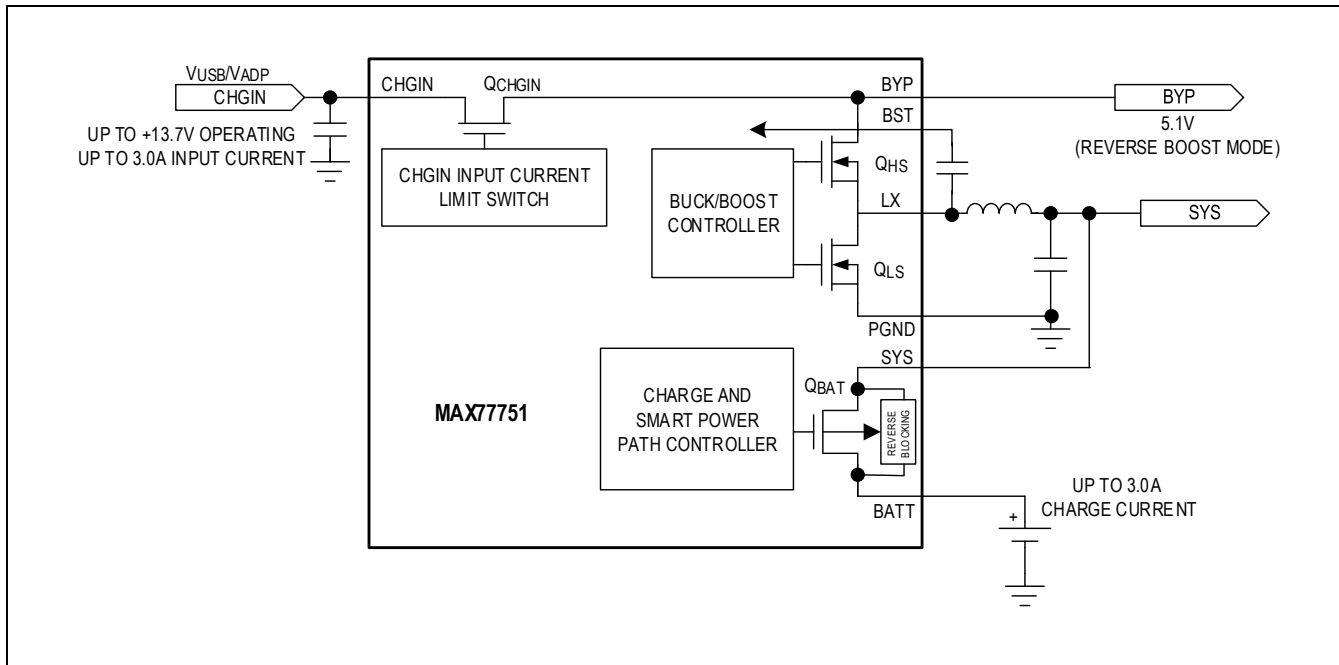 VUSB/VADP
CHGIN
UP TO +13.7V OPERATING
UP TO 3.0A INPUT CURRENT
CHGIN
QCHGIN
CHGIN INPUT CURRENT
LIMIT SWITCH
BYP
BST
BYP
5.1V
(REVERSE BOOST MODE)
BUCK/BOOST
CONTROLLER
QHS
LX
SYS
QLS
PGND
SYS
MAX77751
CHARGE AND
SMART POWER
PATH CONTROLLER
QBAT
REVERSE
BLOCKING
BATT
UP TO 3.0A
CHARGE CURRENT
+